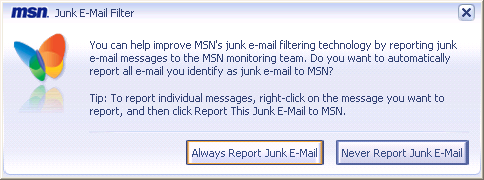 msn Junk E-Mail Filter
You can help improve MSN's junk e-mail filtering technology by reporting junk
e-mail messages to the MSN monitoring team. Do you want to automatically
report all e-mail you identify as junk e-mail to MSN?
Tip: To report individual messages, right-click on the message you want to
report, and then click Report This Junk E-Mail to MSN.
Always Report Junk E-Mail Never Report Junk E-Mail